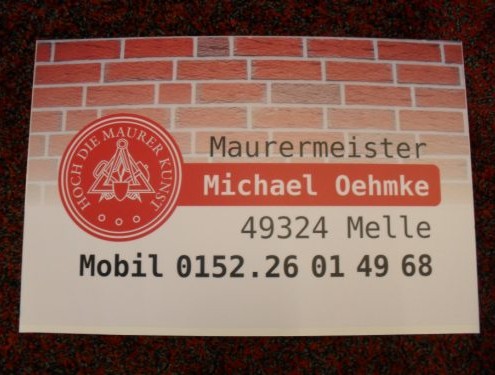 HOCH DIE MAURER KUNST
Maurermeister
Michael Oehmke
49324 Melle
Mobil 0152.26 01 49 68